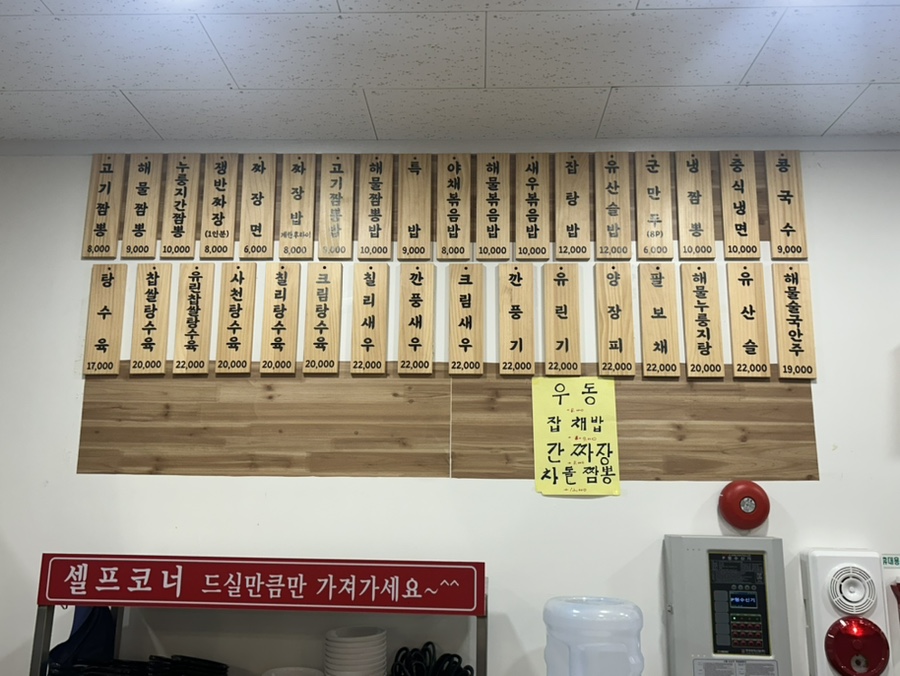 고기짬뽕 8,000
해물짬뽕 9,000
누룽지간짬뽕 10,000
쟁반짜장 (1인분) 8,000
짜장면 6,000
짜장밥 8,000
고기짬뽕밥 9,000
해물짬뽕밥 10,000
특밥 9,000
야채볶음밥 8,000
해물볶음밥 10,000
새우볶음밥 10,000
잡탕밥 12,000
유산슬밥 12,000
군만두 (8P) 6,000
냉짬뽕 10,000
중식냉면 10,000
콩국수 9,000
탕수육 17,000
찹쌀탕수육 20,000
유린찹쌀탕수육 22,000
사천탕수육 20,000
칠리탕수육 20,000
크림탕수육 20,000
칠리새우 22,000
깐풍새우 22,000
크림새우 22,000
깐풍기 22,000
유린기 22,000
양장피 22,000
팔보채 22,000
해물누룽지탕 20,000
유산슬 22,000
해물술국안주 19,000
우동
잡채밥
간짜장
차돌짬뽕
셀프코너 드실만큼만 가져가세요~^^